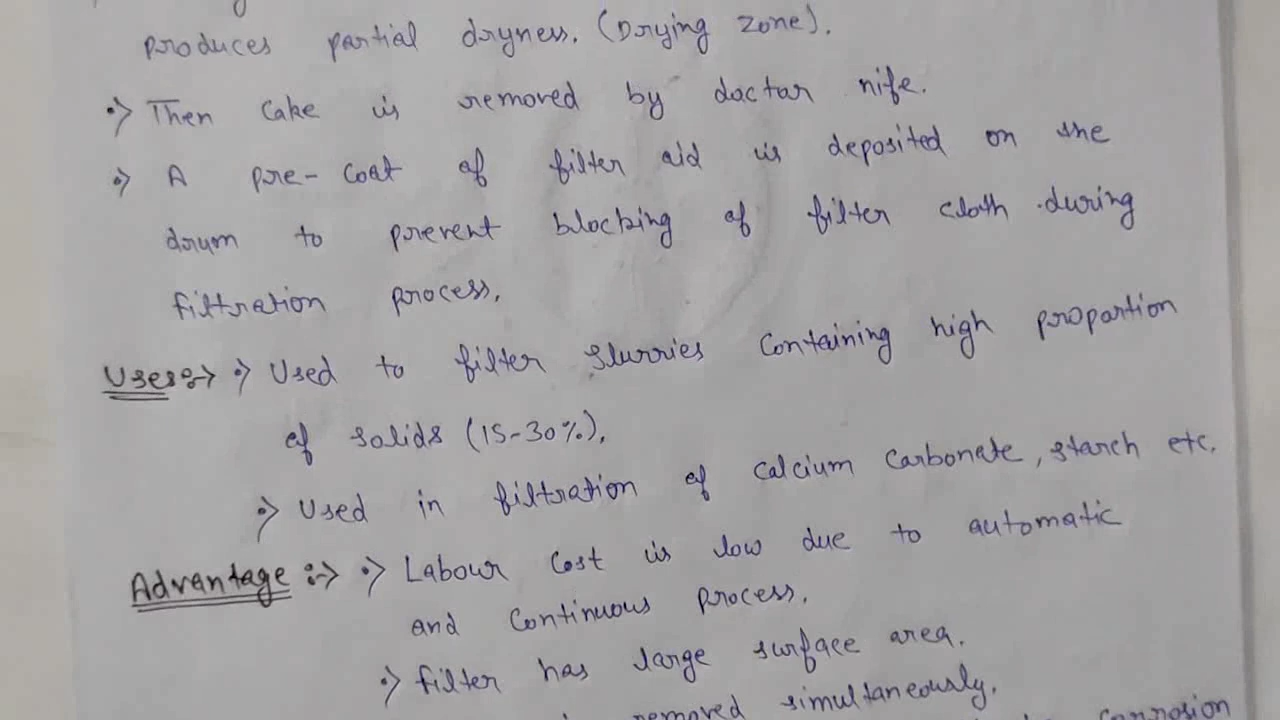 produces partial dryness. (Drying zone).
•> Then cake is removed by doctar nife.
•> A pre-coat of filter aid is deposited on the
drum to prevent blocking of filter cloth during
filtration process.
Uses:-> •> Used to filter slurries containing high proportion
of solids (15-30%).
•> Used in filtration of calcium carbonate, starch etc.
Advantage :-> •> Labour cost is low due to automatic
and continuous process.
•> filter has large surface area.
removed simultaneously.
corrosion